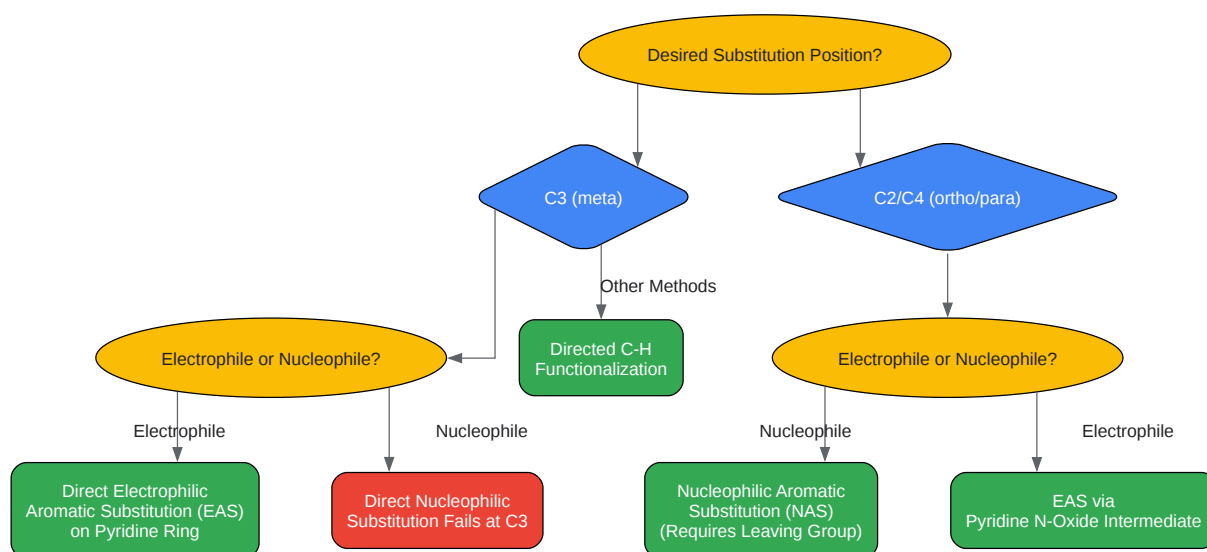 Desired Substitution Position?
C3 (meta)
C2/C4 (ortho/para)
Other Methods
Electrophile or Nucleophile?
Directed C-H
Functionalization
Electrophile or Nucleophile?
Electrophile
Nucleophile
Nucleophile
Electrophile
Direct Electrophilic
Aromatic Substitution (EAS)
on Pyridine Ring
Direct Nucleophilic
Substitution Fails at C3
Nucleophilic Aromatic
Substitution (NAS)
(Requires Leaving Group)
EAS via
Pyridine N-Oxide Intermediate